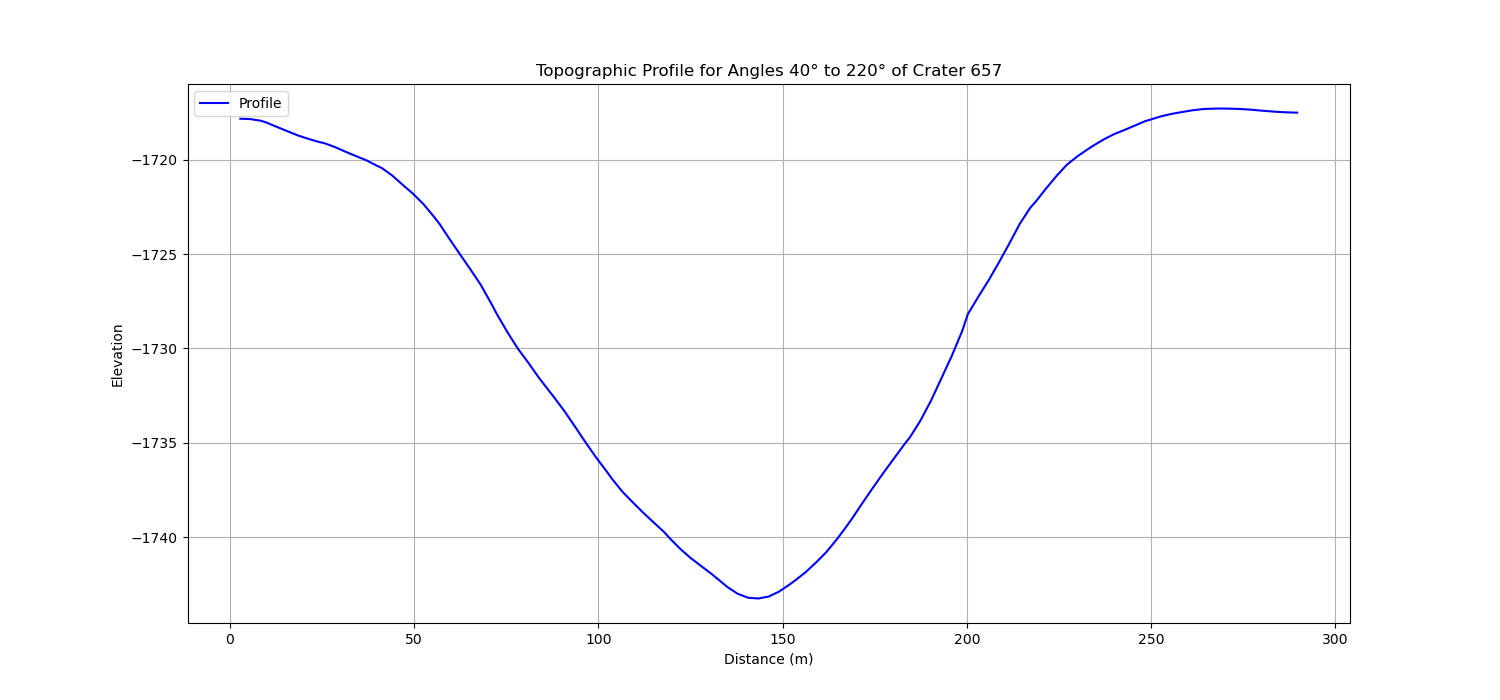 Topographic Profile for Angles 40° to 220° of Crater 657
Profile
−1720
−1725
−1730
−1735
−1740
Elevation
0 50 100 150 200 250 300
Distance (m)